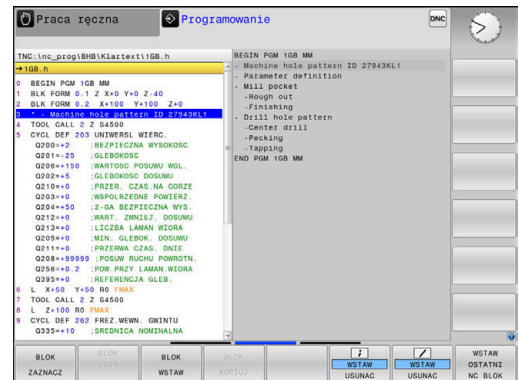 Praca ręczna
Programowanie
DNC
TNC:\nc_prog\BHB\Klartext\1GB.h
→1GB.h
0 BEGIN PGM 1GB MM
1 BLK FORM 0.1 Z X+0 Y+0 Z-40
2 BLK FORM 0.2 X+100 Y+100 Z+0
3 * - Machine hole pattern ID 27943KL1
4 TOOL CALL 2 Z S4500
5 CYCL DEF 203 UNIWERSL WIERC.
Q200=+2 ;BEZPIECZNA WYSOKOSC
Q201=-25 ;GLEBOKOSC
Q206=+150 ;WARTOSC POSUWU WGL.
Q202=+5 ;GLEBOKOSC DOSUWU
Q210=+0 ;PRZER. CZAS.NA GORZE
Q203=+0 ;WSPOLRZEDNE POWIERZ.
Q204=+50 ;2-GA BEZPIECZNA WYS.
Q212=+0 ;WART. ZMNIEJ. DOSUWU
Q213=+0 ;LICZBA LAMAN WIORA
Q205=+0 ;MIN. GLEBOK. DOSUWU
Q211=+0 ;PRZERWA CZAS. DNIE
Q208=+99999 ;POSUW RUCHU POWROTN.
Q256=+0.2 ;POW.PRZY LAMAN.WIORA
Q395=+0 ;REFERENCJA GLEB.
6 L X+50 Y+50 R0 FMAX
7 TOOL CALL 2 Z S4500
8 L Z+100 R0 FMAX
9 CYCL DEF 262 FREZ.WEWN. GWINTU
Q335=+10 ;SREDNICA NOMINALNA
BEGIN PGM 1GB MM
- Machine hole pattern ID 27943KL1
- Parameter definition
- Mill pocket
-Rough out
-Finishing
- Drill hole pattern
-Center drill
-Pecking
-Tapping
END PGM 1GB MM
BLOK ZAZNACZ
BLOK USUN
BLOK WSTAW
BLOK KOPIUJ
WSTAW USUNAC
WSTAW USUNAC
WSTAW OSTATNI NC BLOK